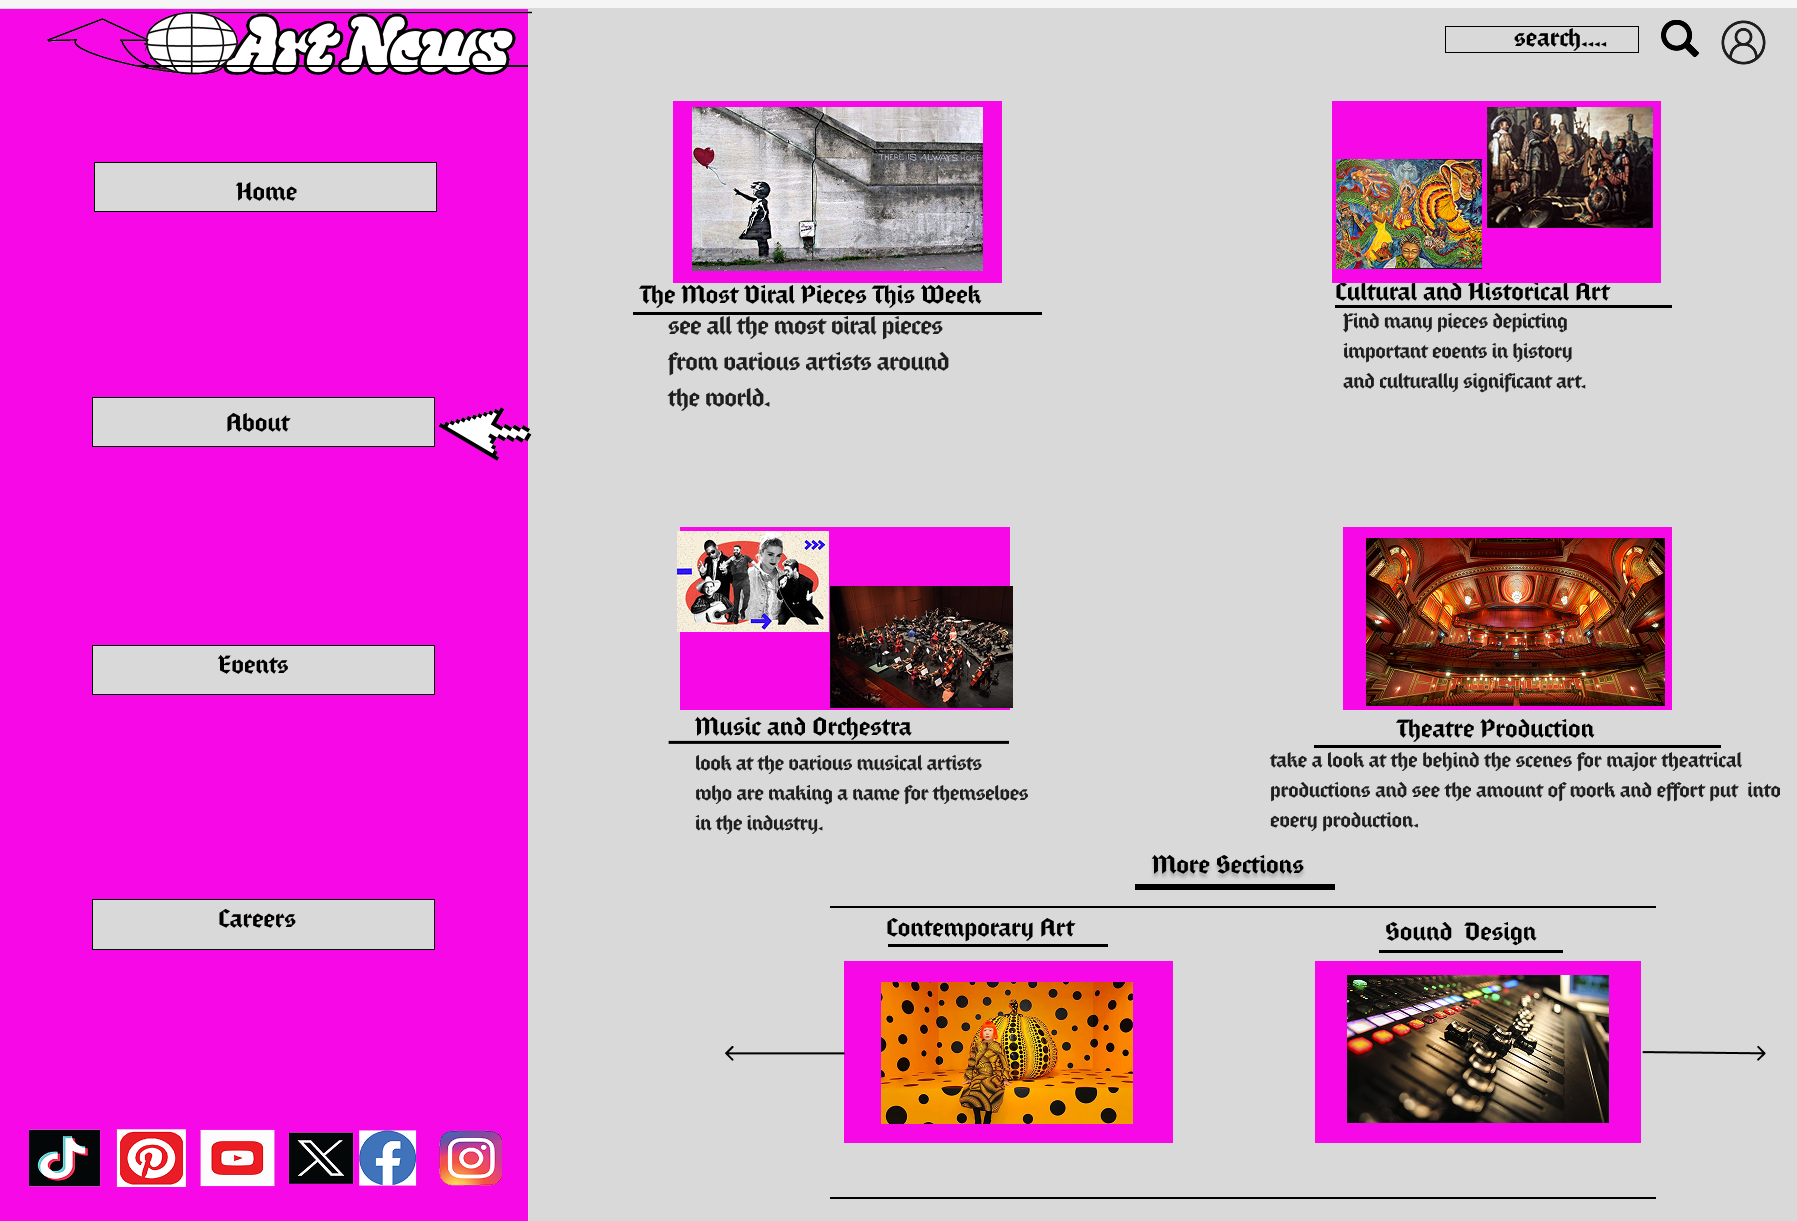 Art News
search....
Home
About
Events
Careers
THERE IS ALWAYS HOPE
The Most Viral Pieces This Week
see all the most viral pieces
from various artists around
the world.
Cultural and Historical Art
Find many pieces depicting
important events in history
and culturally significant art.
Music and Orchestra
look at the various musical artists
who are making a name for themselves
in the industry.
Theatre Production
take a look at the behind the scenes for major theatrical
productions and see the amount of work and effort put into
every production.
More Sections
Contemporary Art
Sound Design